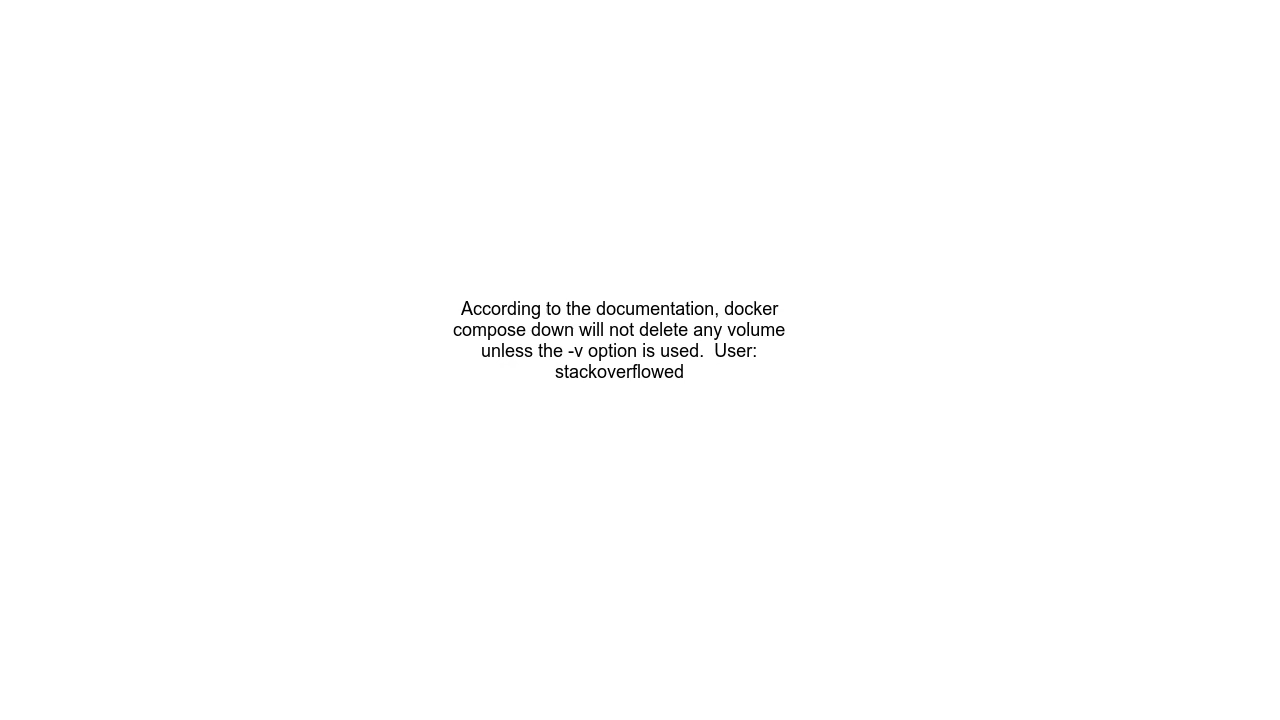 According to the documentation, docker
compose down will not delete any volume
unless the -v option is used.  User:
stackoverflowed